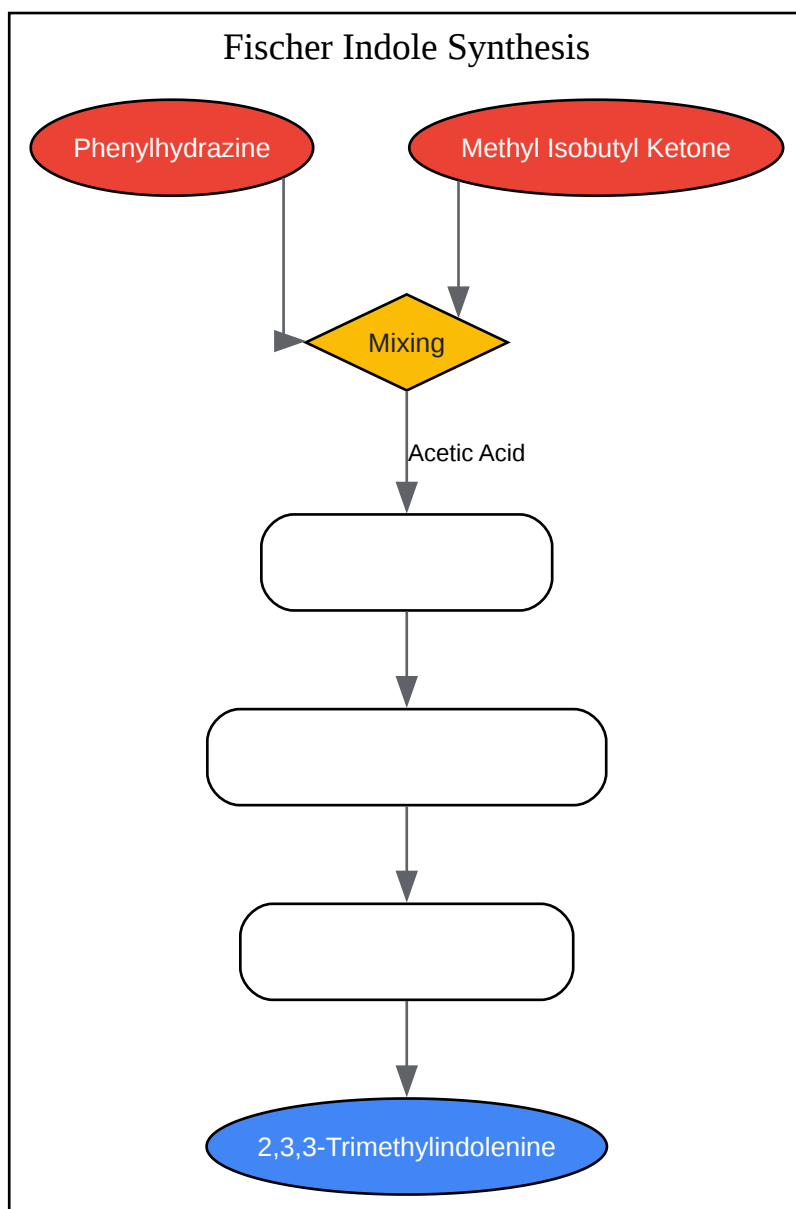 Fischer Indole Synthesis
Phenylhydrazine
Methyl Isobutyl Ketone
Mixing
Acetic Acid
2,3,3-Trimethylindolenine